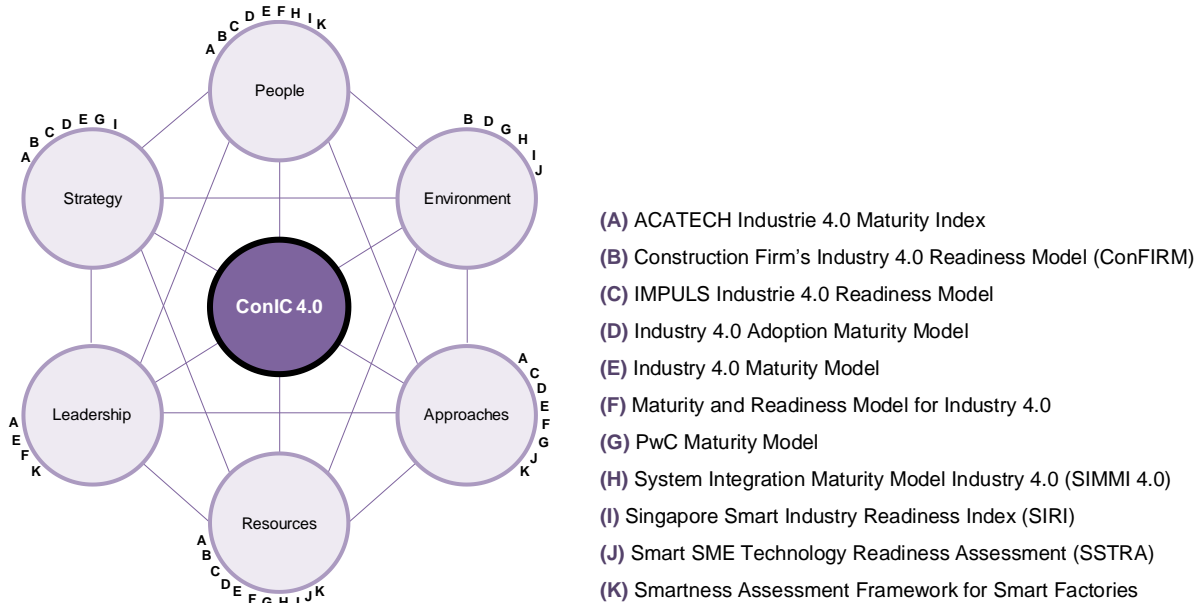 A B C D E F H I K
People
A B C D E G I
Strategy
B D G H I J
Environment
ConIC 4.0
A E F K
Leadership
A C D E F G J K
Approaches
Resources
A B C D E F G H I J K
(A) ACATECH Industrie 4.0 Maturity Index
(B) Construction Firm's Industry 4.0 Readiness Model (ConFIRM)
(C) IMPULS Industrie 4.0 Readiness Model
(D) Industry 4.0 Adoption Maturity Model
(E) Industry 4.0 Maturity Model
(F) Maturity and Readiness Model for Industry 4.0
(G) PwC Maturity Model
(H) System Integration Maturity Model Industry 4.0 (SIMMI 4.0)
(I) Singapore Smart Industry Readiness Index (SIRI)
(J) Smart SME Technology Readiness Assessment (SSTRA)
(K) Smartness Assessment Framework for Smart Factories